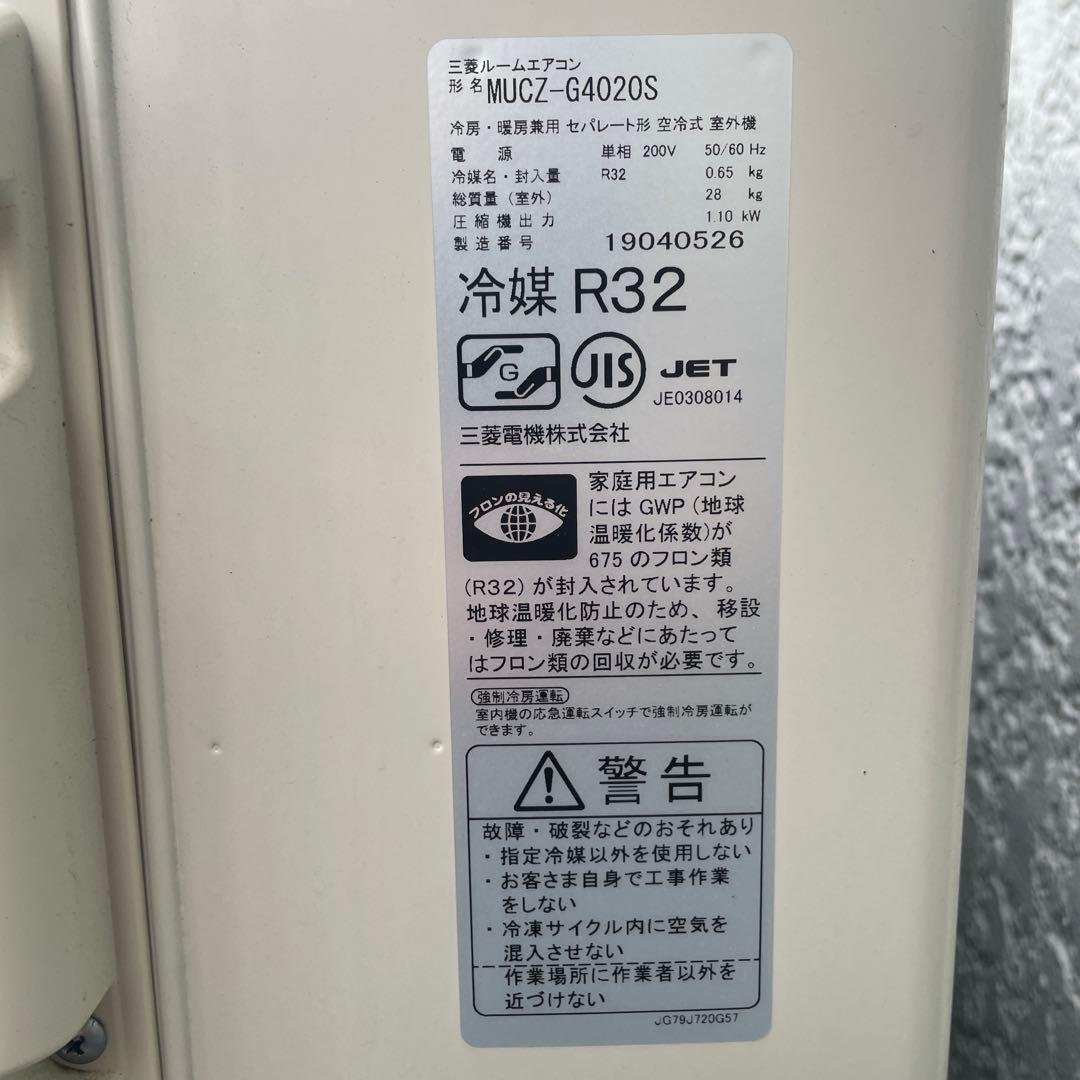 三菱ルームエアコン
形名 MUCZ-G4020S
冷房・暖房兼用 セパレート形 空冷式 室外機
電源 単相 200V 50/60 Hz
冷媒名・封入量 R32 0.65 kg
総質量(室外) 28 kg
圧縮機出力 1.10 kW
製造番号 19040526
冷媒 R32
G JIS JET
JE0308014
三菱電機株式会社
フロンの見える化
家庭用エアコン
には GWP(地球
温暖化係数)が
675 のフロン類
(R32)が封入されています。
地球温暖化防止のため、移設
・修理・廃棄などにあたって
はフロン類の回収が必要です。
強制冷房運転
室内機の応急運転スイッチで強制冷房運転が
できます。
警告
故障・破裂などのおそれあり
・指定冷媒以外を使用しない
・お客さま自身で工事作業
をしない
・冷凍サイクル内に空気を
混入させない
作業場所に作業者以外を
近づけない
JG79J720G57